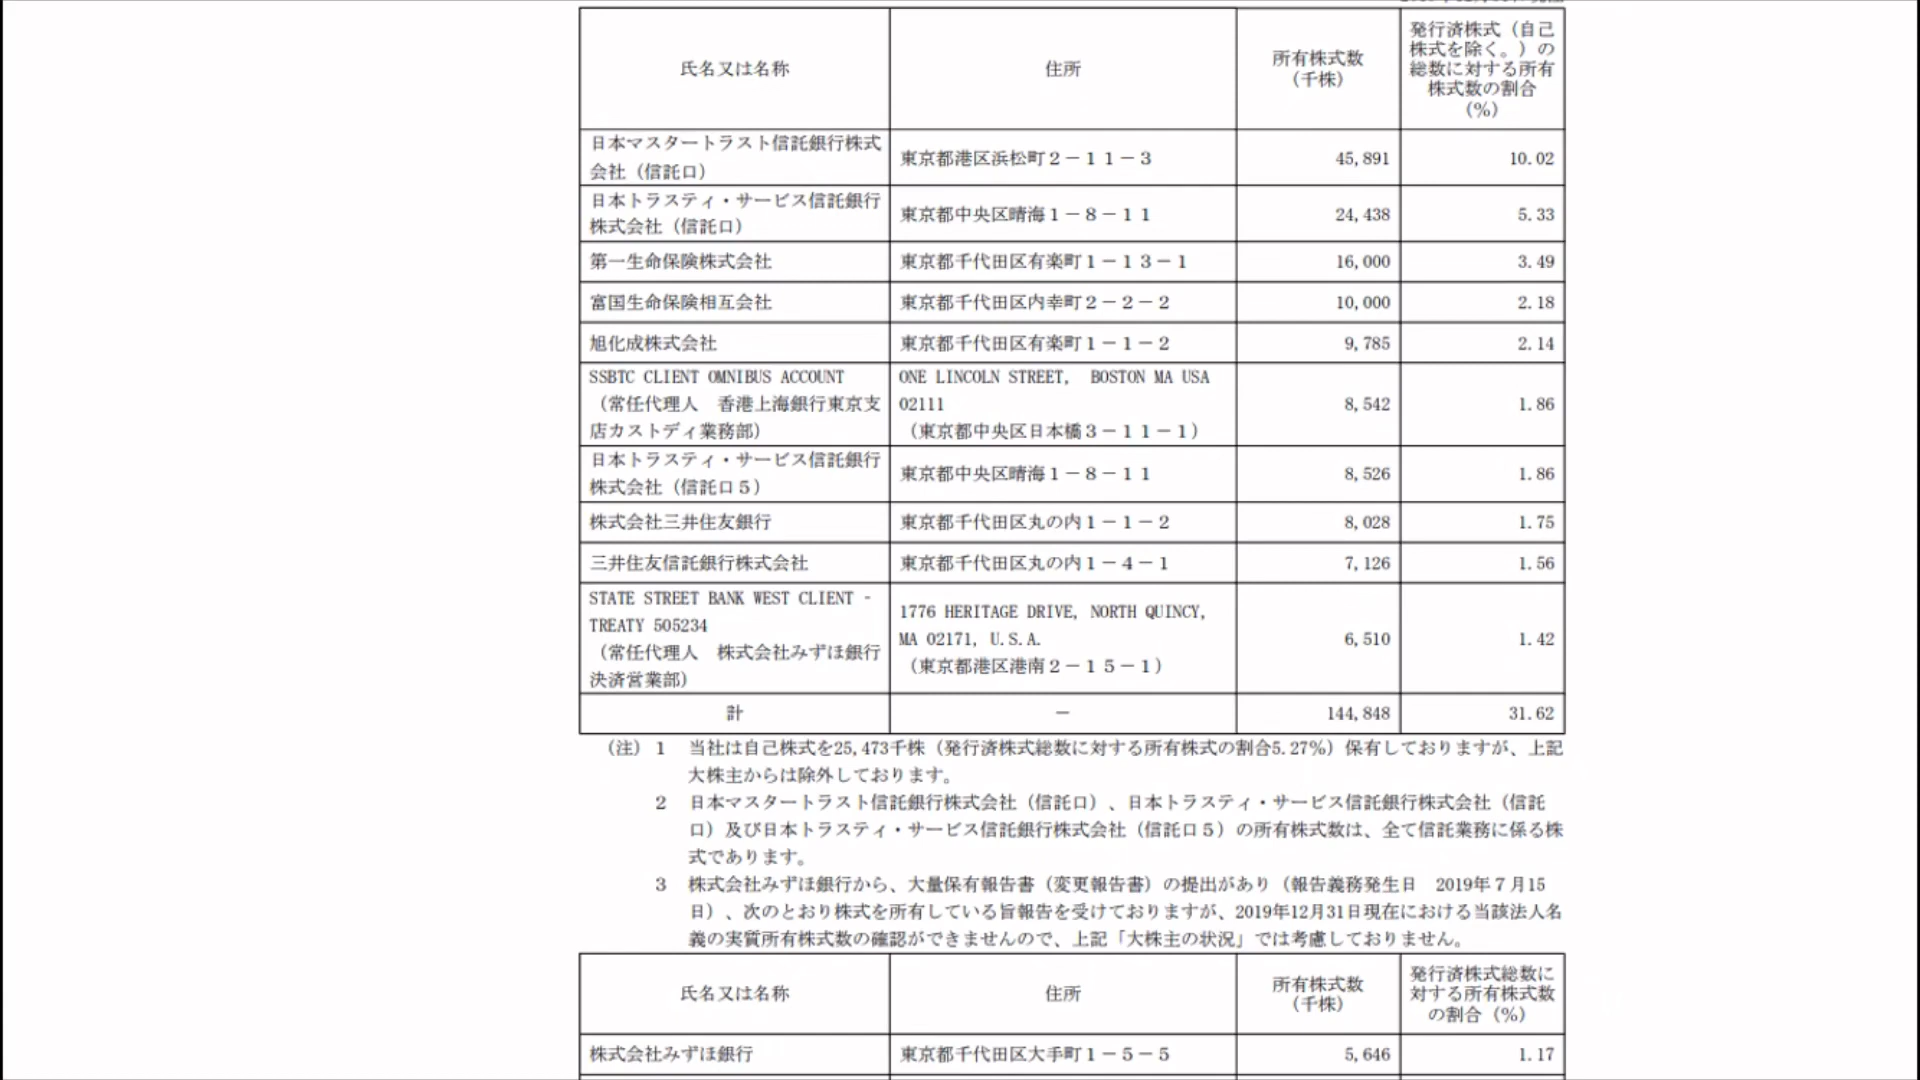 氏名又は名称
住所
所有株式数
（千株）
発行済株式（自己
株式を除く。）の
総数に対する所有
株式数の割合
（%）
日本マスタートラスト信託銀行株式
会社（信託口）
東京都港区浜松町２－１１－３
45,891
10.02
日本トラスティ・サービス信託銀行
株式会社（信託口）
東京都中央区晴海１－８－１１
24,438
5.33
第一生命保険株式会社
東京都千代田区有楽町１－１３－１
16,000
3.49
富国生命保険相互会社
東京都千代田区内幸町２－２－２
10,000
2.18
旭化成株式会社
東京都千代田区有楽町１－１－２
9,785
2.14
SSBTC CLIENT OMNIBUS ACCOUNT
（常任代理人　香港上海銀行東京支
店カストディ業務部）
ONE LINCOLN STREET,  BOSTON MA USA
02111
（東京都中央区日本橋３－１１－１）
8,542
1.86
日本トラスティ・サービス信託銀行
株式会社（信託口５）
東京都中央区晴海１－８－１１
8,526
1.86
株式会社三井住友銀行
東京都千代田区丸の内１－１－２
8,028
1.75
三井住友信託銀行株式会社
東京都千代田区丸の内１－４－１
7,126
1.56
STATE STREET BANK WEST CLIENT -
TREATY 505234
（常任代理人　株式会社みずほ銀行
決済営業部）
1776 HERITAGE DRIVE, NORTH QUINCY,
MA 02171, U.S.A.
（東京都港区港南２－１５－１）
6,510
1.42
計
－
144,848
31.62
（注）１　当社は自己株式を25,473千株（発行済株式総数に対する所有株式の割合5.27%）保有しておりますが、上記
大株主からは除外しております。
２　日本マスタートラスト信託銀行株式会社（信託口）、日本トラスティ・サービス信託銀行株式会社（信託
口）及び日本トラスティ・サービス信託銀行株式会社（信託口５）の所有株式数は、全て信託業務に係る株
式であります。
３　株式会社みずほ銀行から、大量保有報告書（変更報告書）の提出があり（報告義務発生日　2019年７月15
日）、次のとおり株式を所有している旨報告を受けておりますが、2019年12月31日現在における当該法人名
義の実質所有株式数の確認ができませんので、上記「大株主の状況」では考慮しておりません。
氏名又は名称
住所
所有株式数
（千株）
発行済株式総数に
対する所有株式数
の割合（%）
株式会社みずほ銀行
東京都千代田区大手町１－５－５
5,646
1.17